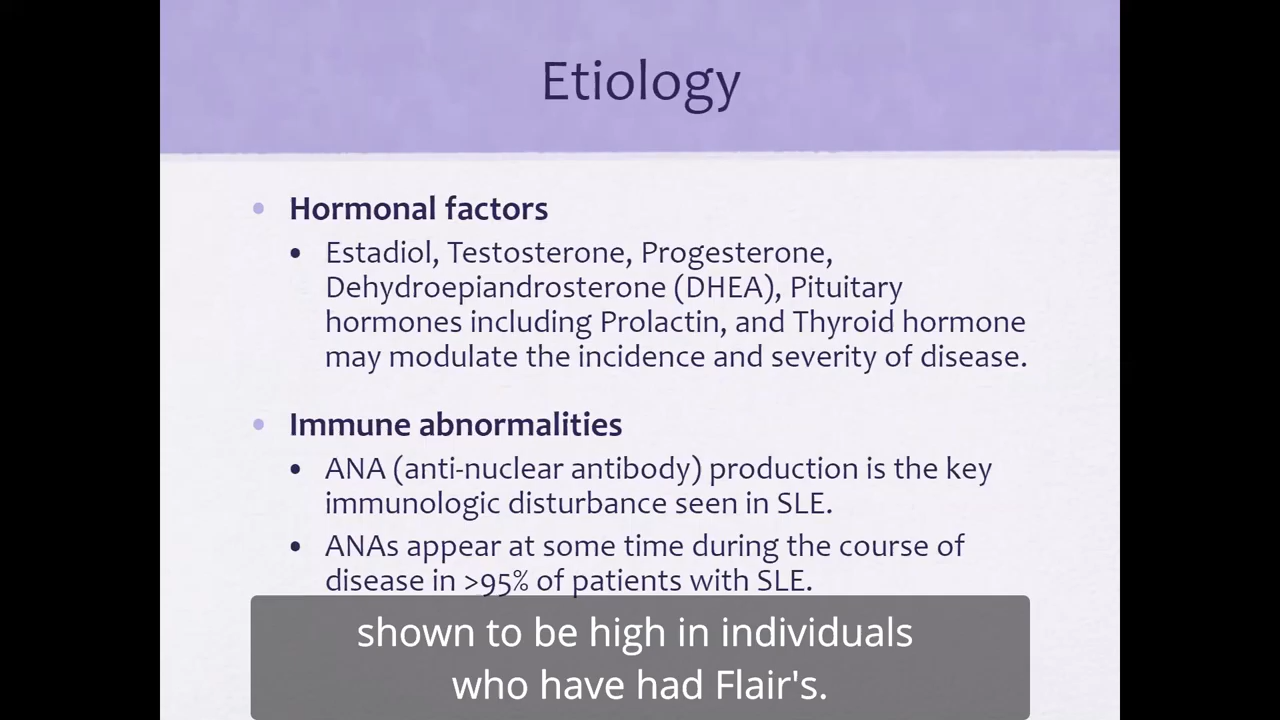 Etiology
• Hormonal factors
• Estadiol, Testosterone, Progesterone,
Dehydroepiandrosterone (DHEA), Pituitary
hormones including Prolactin, and Thyroid hormone
may modulate the incidence and severity of disease.
• Immune abnormalities
• ANA (anti-nuclear antibody) production is the key
immunologic disturbance seen in SLE.
• ANAs appear at some time during the course of
disease in >95% of patients with SLE.
shown to be high in individuals
who have had Flair's.